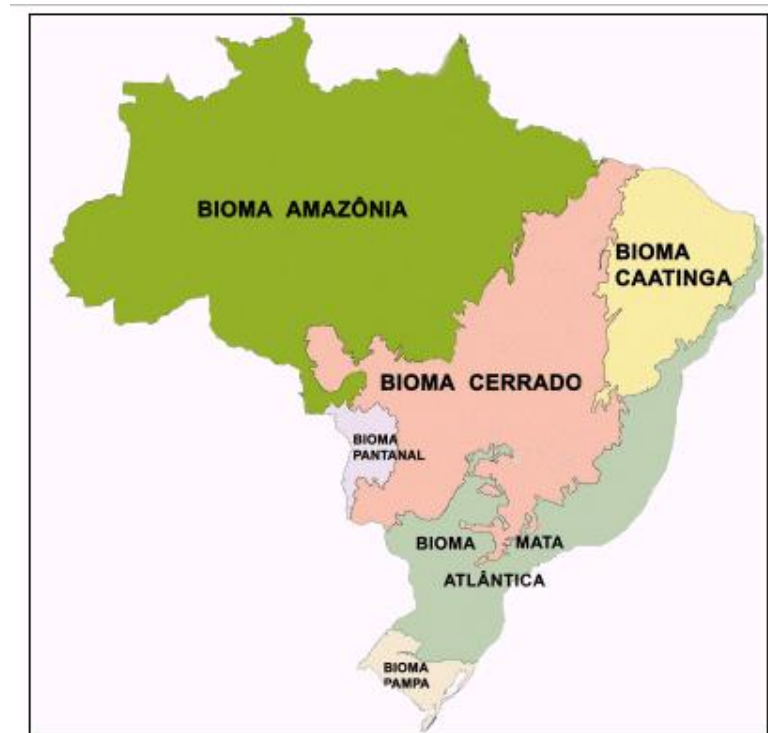 BIOMA AMAZÔNIA
BIOMA
CAATINGA
BIOMA CERRADO
BIOMA
PANTANAL
BIOMA MATA
ATLÂNTICA
BIOMA
PAMPA